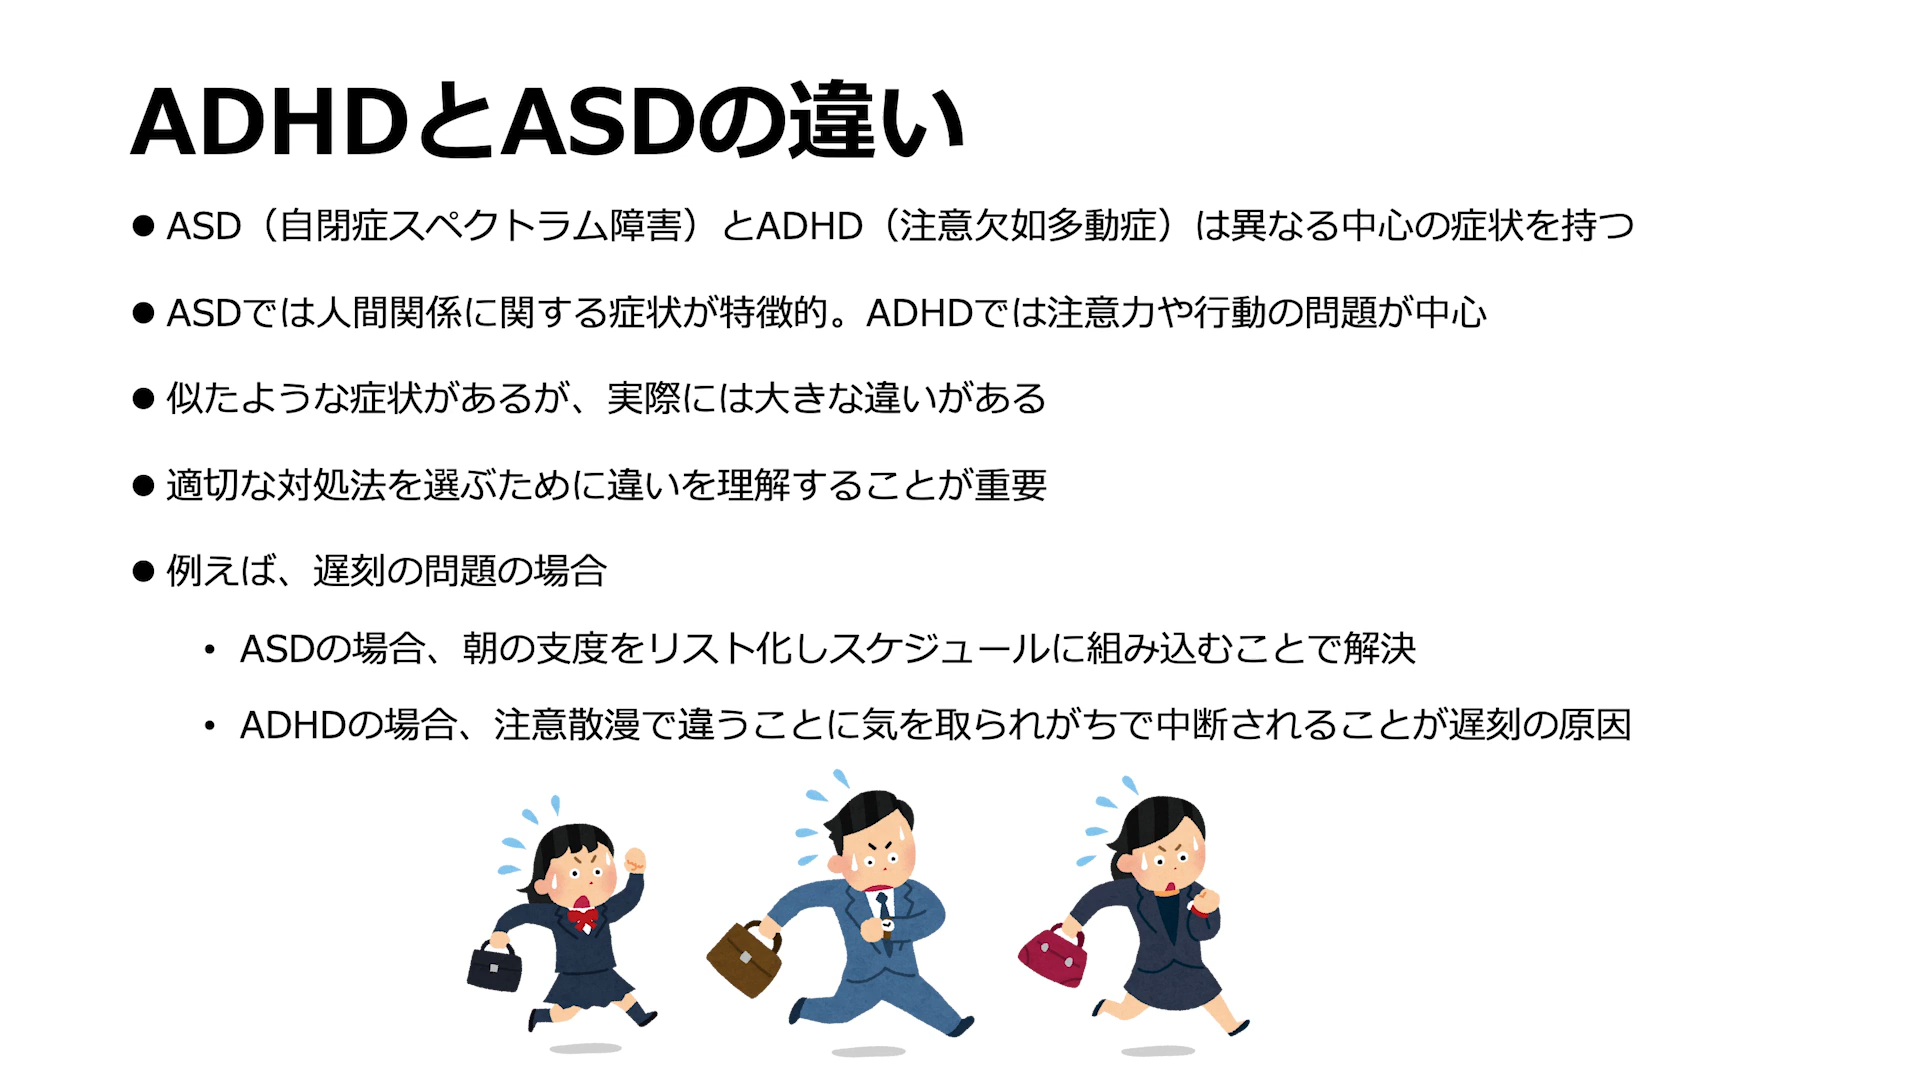 ADHDとASDの違い
● ASD（自閉症スペクトラム障害）とADHD（注意欠如多動症）は異なる中心の症状を持つ
● ASDでは人間関係に関する症状が特徴的。ADHDでは注意力や行動の問題が中心
● 似たような症状があるが、実際には大きな違いがある
● 適切な対処法を選ぶために違いを理解することが重要
● 例えば、遅刻の問題の場合
• ASDの場合、朝の支度をリスト化しスケジュールに組み込むことで解決
• ADHDの場合、注意散漫で違うことに気を取られがちで中断されることが遅刻の原因